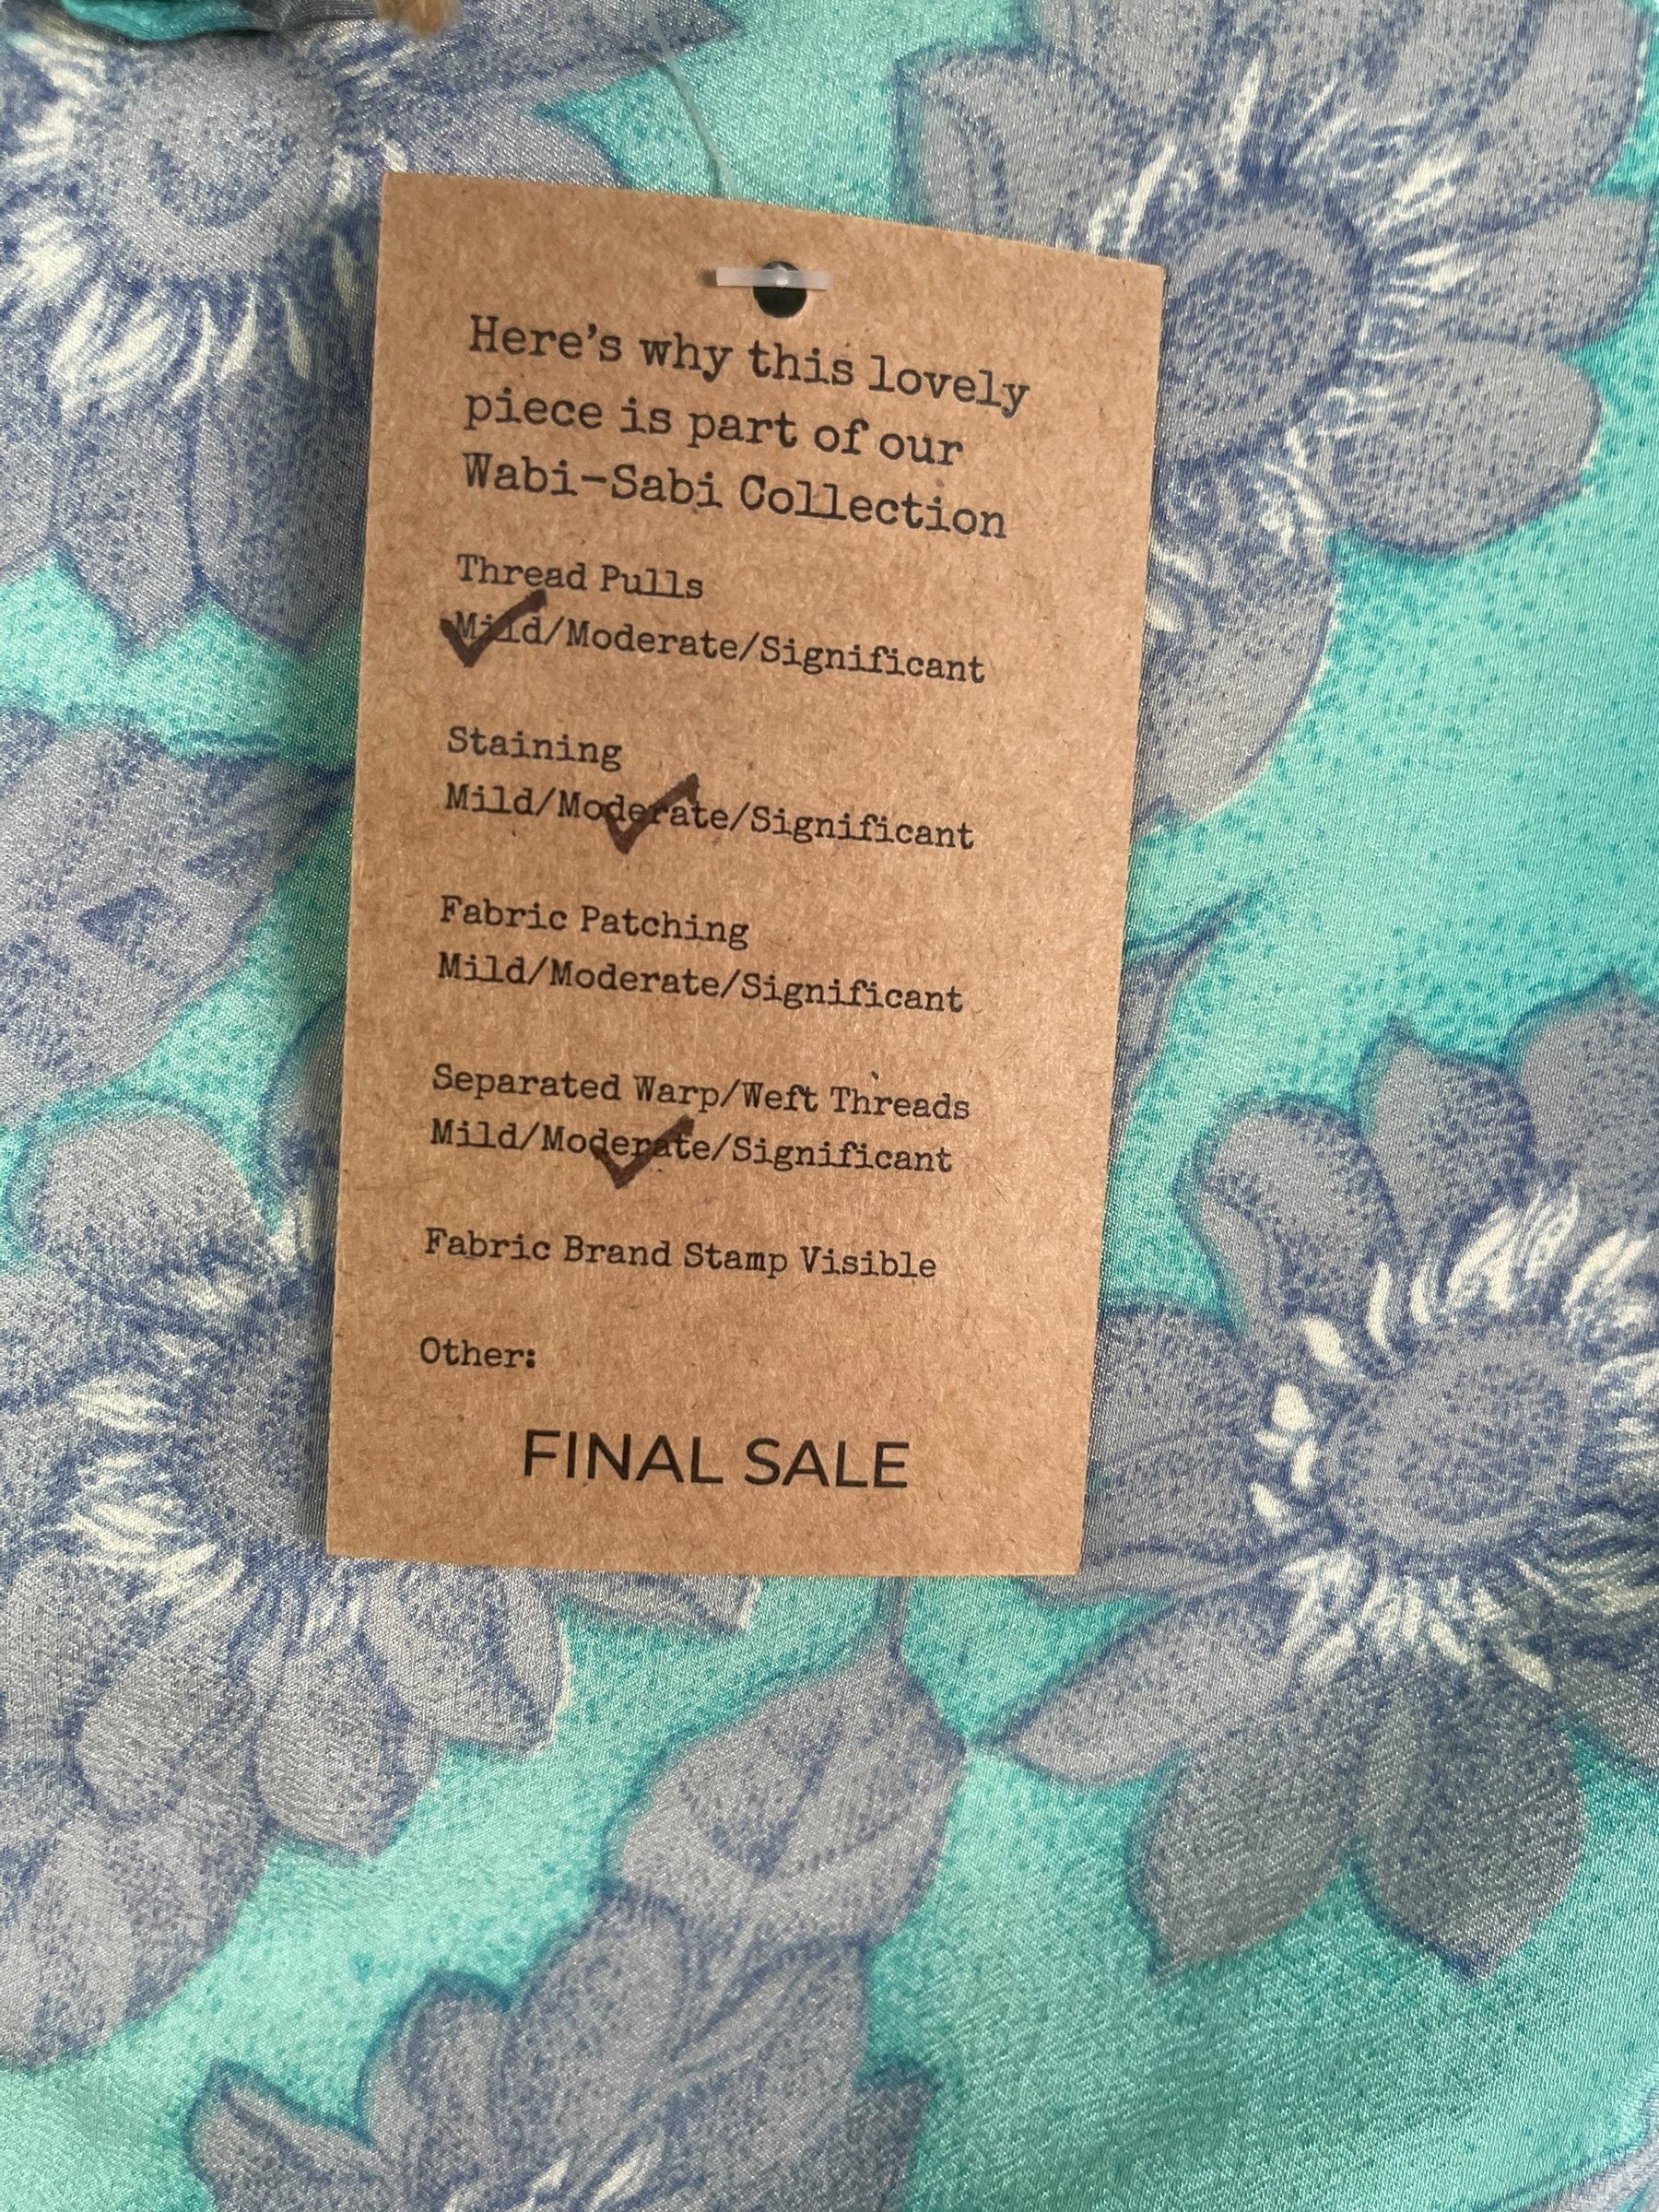 Here's why this lovely
piece is part of our
Wabi-Sabi Collection
Thread Pulls
Mild/Moderate/Significant
Staining
Mild/Moderate/Significant
Fabric Patching
Mild/Moderate/Significant
Separated Warp/Weft Threads
Mild/Moderate/Significant
Fabric Brand Stamp Visible
Other:
FINAL SALE